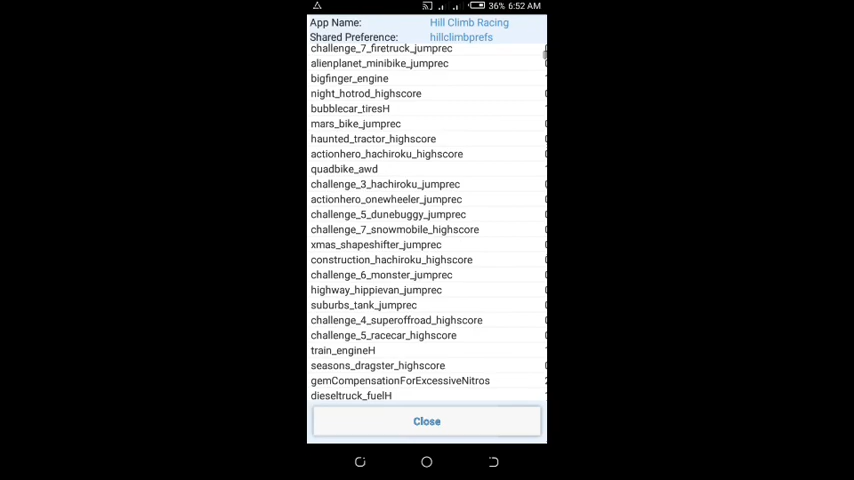 36% 6:52 AM
App Name: Hill Climb Racing
Shared Preference: hillclimbprefs
challenge_7_firetruck_jumprec
alienplanet_minibike_jumprec
bigfinger_engine
night_hotrod_highscore
bubblecar_tiresH
mars_bike_jumprec
haunted_tractor_highscore
actionhero_hachiroku_highscore
quadbike_awd
challenge_3_hachiroku_jumprec
actionhero_onewheeler_jumprec
challenge_5_dunebuggy_jumprec
challenge_7_snowmobile_highscore
xmas_shapeshifter_jumprec
construction_hachiroku_highscore
challenge_6_monster_jumprec
highway_hippievan_jumprec
suburbs_tank_jumprec
challenge_4_superoffroad_highscore
challenge_5_racecar_highscore
train_engineH
seasons_dragster_highscore
gemCompensationForExcessiveNitros
dieseltruck_fuelH
Close